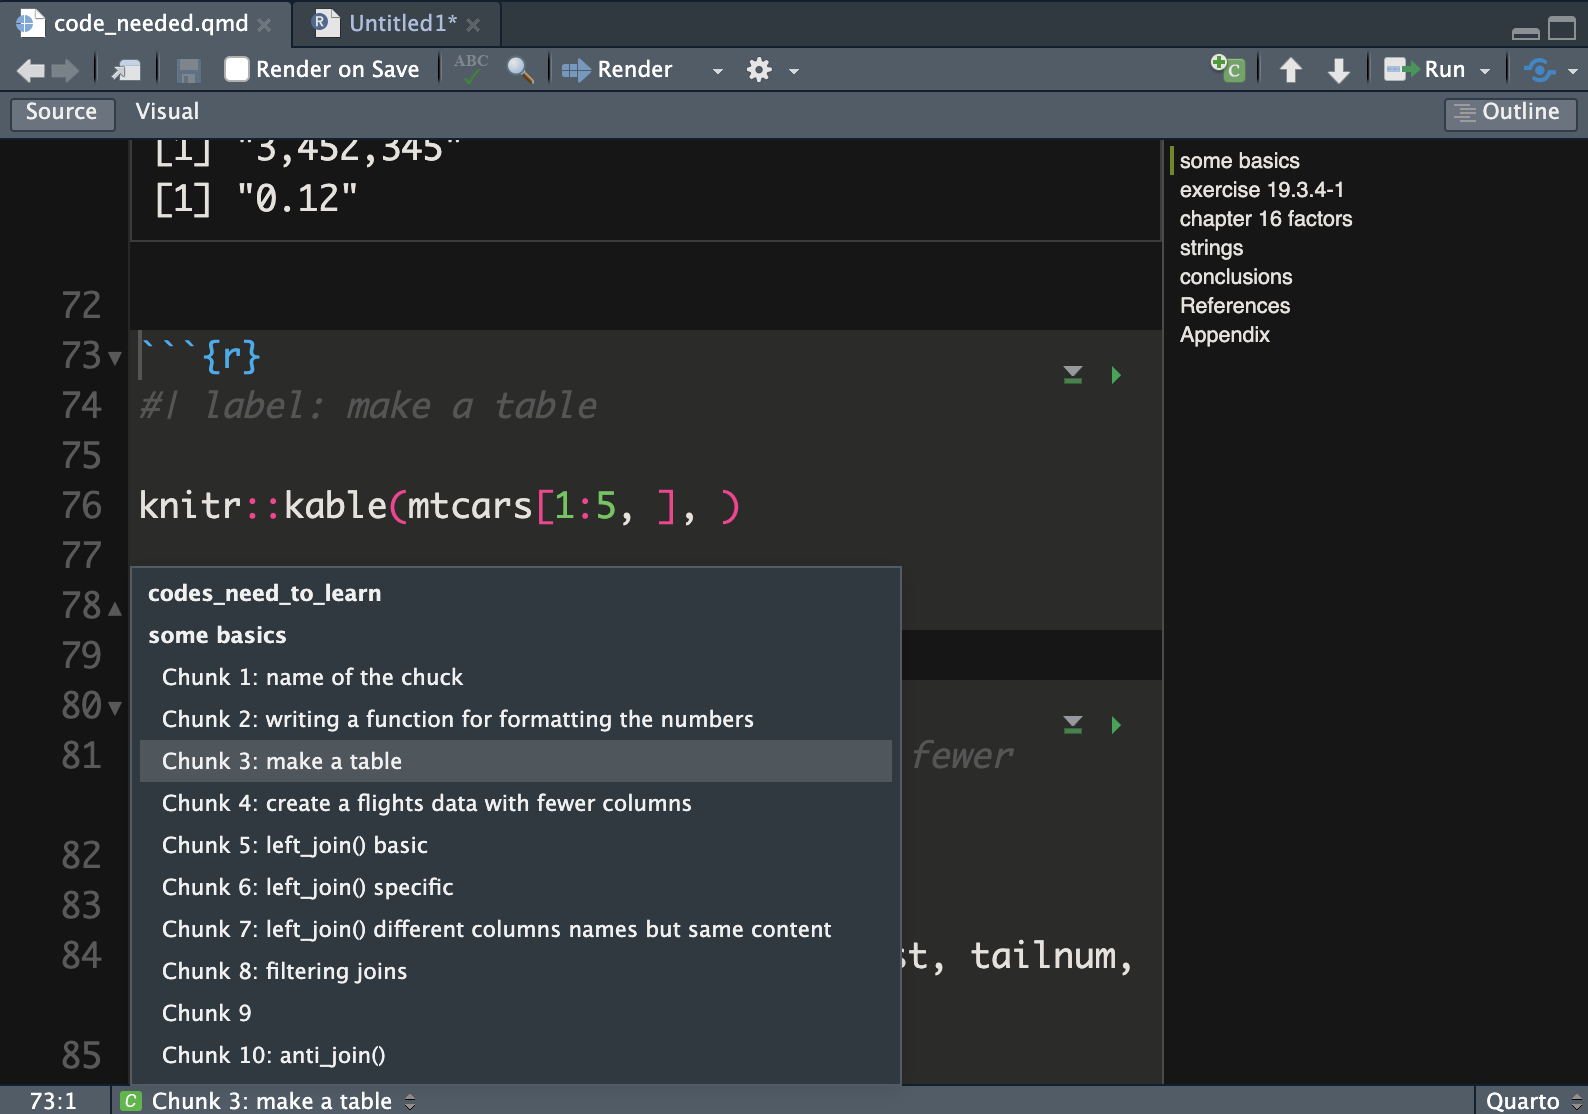 code_needed.qmd
Untitled1*
Render on Save
ABC
Render
Run
Source
Visual
Outline
[1] "3,452,345"
[1] "0.12"
72
73 ```{r}
74 #| label: make a table
75
76 knitr::kable(mtcars[1:5, ], )
77
78
79
80
81 fewer
82
83
84 st, tailnum,
85
codes_need_to_learn
some basics
Chunk 1: name of the chuck
Chunk 2: writing a function for formatting the numbers
Chunk 3: make a table
Chunk 4: create a flights data with fewer columns
Chunk 5: left_join() basic
Chunk 6: left_join() specific
Chunk 7: left_join() different columns names but same content
Chunk 8: filtering joins
Chunk 9
Chunk 10: anti_join()
some basics
exercise 19.3.4-1
chapter 16 factors
strings
conclusions
References
Appendix
73:1
C Chunk 3: make a table
Quarto